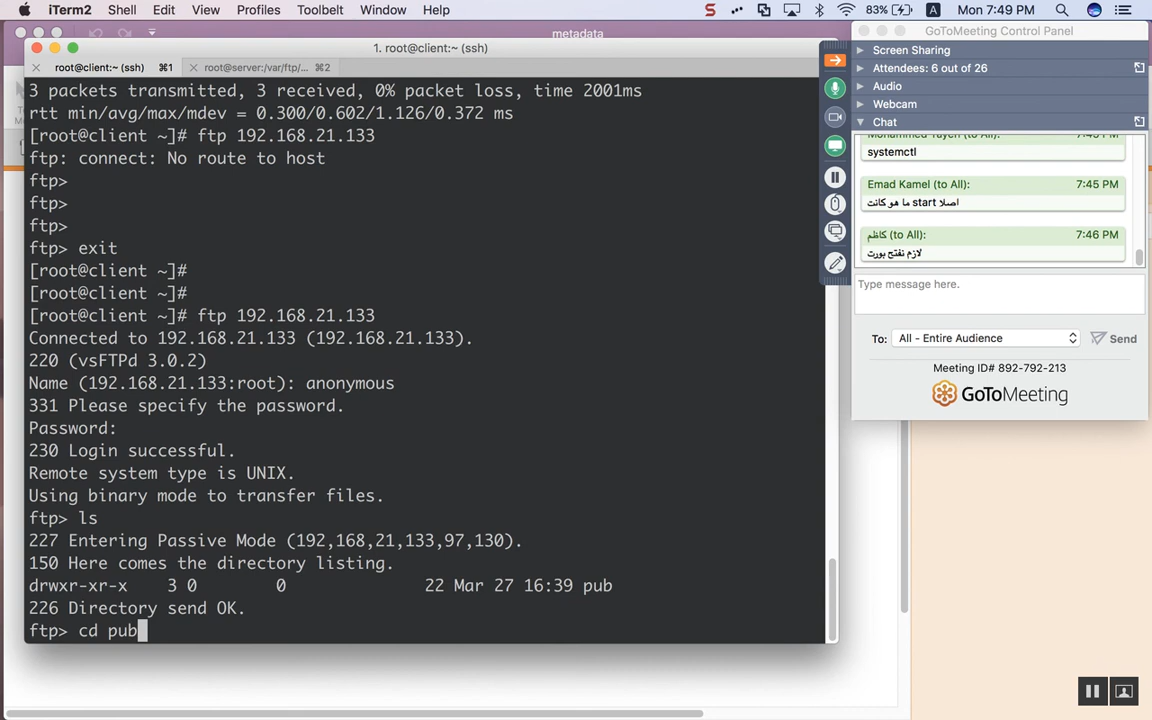 iTerm2 Shell Edit View Profiles Toolbelt Window Help
83% A Mon 7:49 PM
metadata
GoToMeeting Control Panel
1. root@client:~ (ssh)
root@client:~ (ssh) ⌘1 root@server:/var/ftp/... ⌘2
3 packets transmitted, 3 received, 0% packet loss, time 2001ms
rtt min/avg/max/mdev = 0.300/0.602/1.126/0.372 ms
[root@client ~]# ftp 192.168.21.133
ftp: connect: No route to host
ftp>
ftp>
ftp>
ftp> exit
[root@client ~]#
[root@client ~]#
[root@client ~]# ftp 192.168.21.133
Connected to 192.168.21.133 (192.168.21.133).
220 (vsFTPd 3.0.2)
Name (192.168.21.133:root): anonymous
331 Please specify the password.
Password:
230 Login successful.
Remote system type is UNIX.
Using binary mode to transfer files.
ftp> ls
227 Entering Passive Mode (192,168,21,133,97,130).
150 Here comes the directory listing.
drwxr-xr-x 3 0 0 22 Mar 27 16:39 pub
226 Directory send OK.
ftp> cd pub
Screen Sharing
Attendees: 6 out of 26
Audio
Webcam
Chat
systemctl
Emad Kamel (to All): 7:45 PM
اصلا start ما هو كانت
كاظم (to All): 7:46 PM
لازم نفتح بورت
Type message here.
To: All - Entire Audience Send
Meeting ID# 892-792-213
GoToMeeting